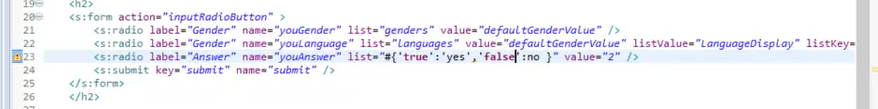 19 <h2>
20 <s:form action="inputRadioButton" >
21 <s:radio label="Gender" name="youGender" list="genders" value="defaultGenderValue" />
22 <s:radio label="Gender" name="youLanguage" list="languages" value="defaultGenderValue" listValue="LanguageDisplay" listKey=
23 <s:radio label="Answer" name="youAnswer" list="#{'true':'yes','false':no }" value="2" />
24 <s:submit key="submit" name="submit" />
25 </s:form>
26 </h2>